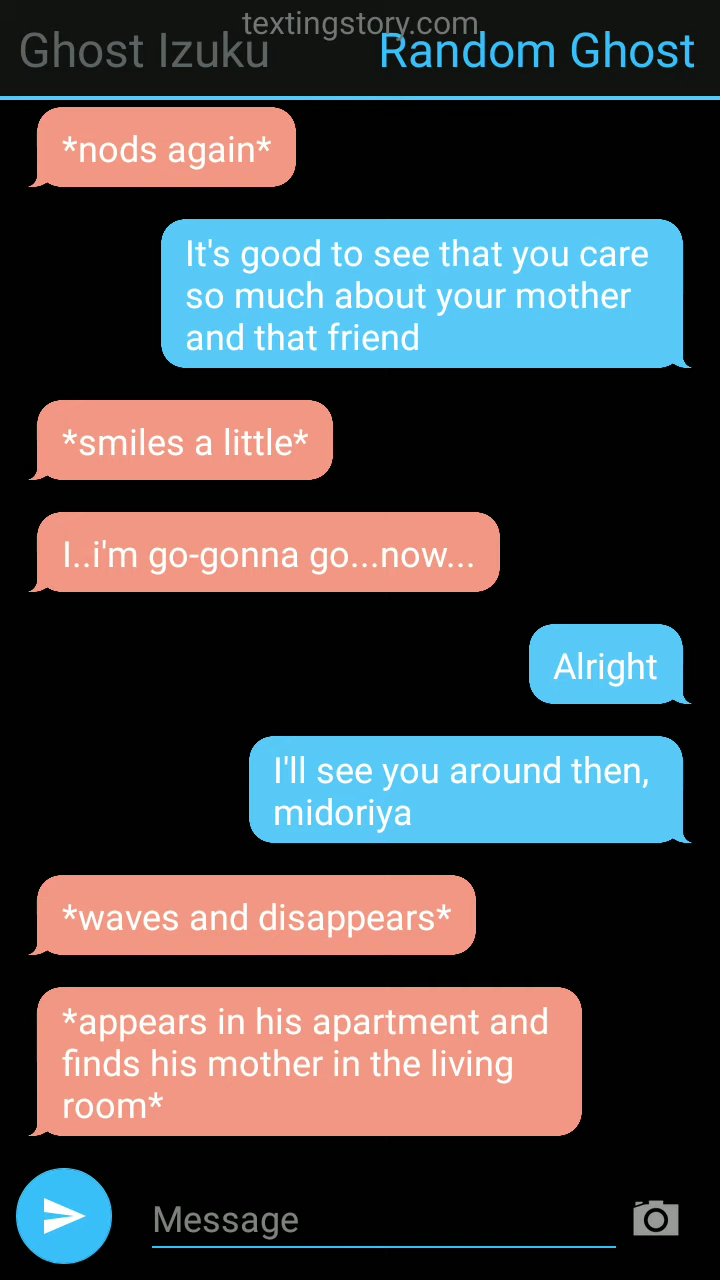 textingstory.com
Ghost Izuku
Random Ghost
*nods again*
It's good to see that you care
so much about your mother
and that friend
*smiles a little*
I..i'm go-gonna go...now...
Alright
I'll see you around then,
midoriya
*waves and disappears*
*appears in his apartment and
finds his mother in the living
room*
Message